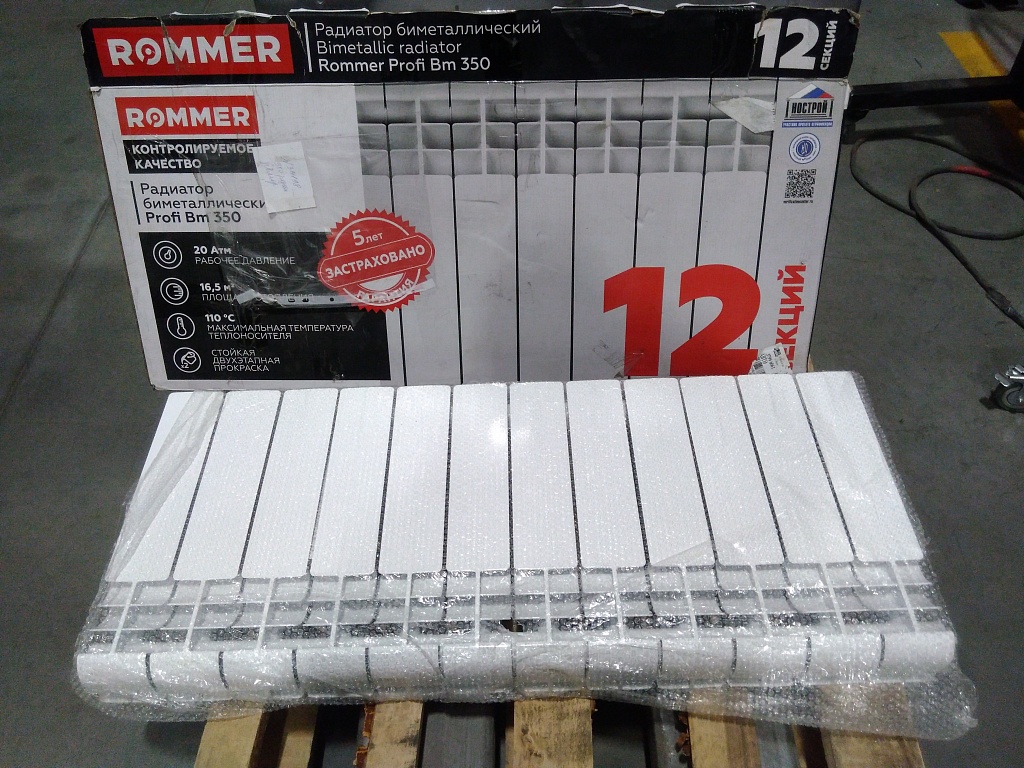 ROMMER
Радиатор биметаллический
Bimetallic radiator
Rommer Profi Bm 350
12
СЕКЦИЙ
ROMMER
КОНТРОЛИРУЕМОЕ
КАЧЕСТВО
Радиатор
биметаллически
Profi Bm 350
20 Атм
РАБОЧЕЕ ДАВЛЕНИЕ
16,5 м
ПЛОЩА
110 °С
МАКСИМАЛЬНАЯ ТЕМПЕРАТУРА
ТЕПЛОНОСИТЕЛЯ
СТОЙКАЯ
ДВУХЭТАПНАЯ
ПРОКРАСКА
5 лет
ЗАСТРАХОВАНО
ГАРАНТИЯ
НОСТРОЙ
12
СЕКЦИЙ